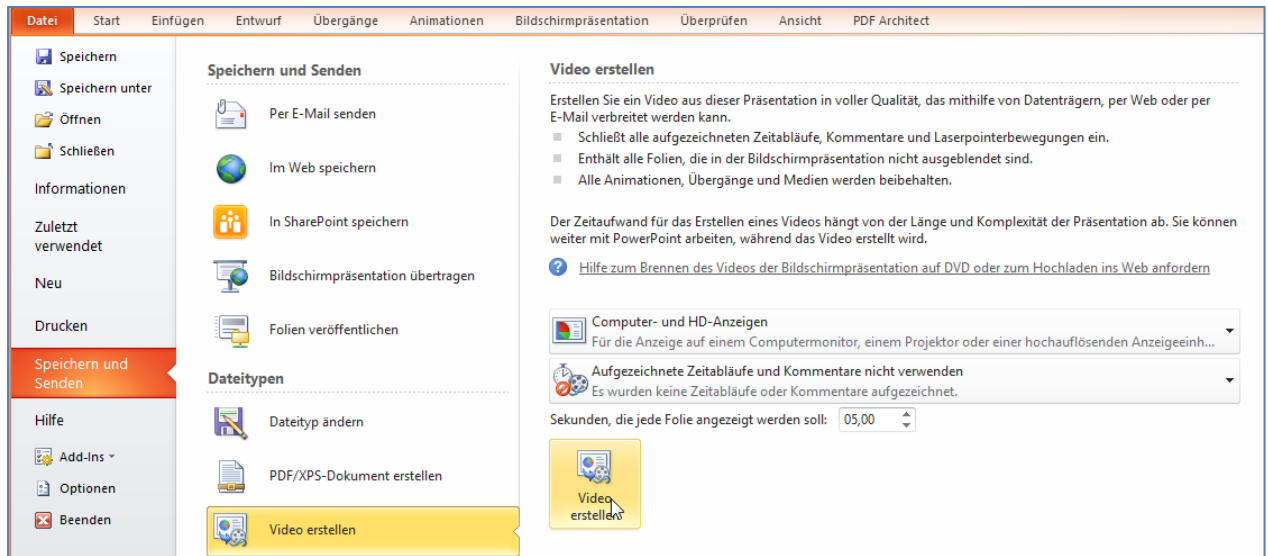 Datei Start Einfügen Entwurf Übergänge Animationen Bildschirmpräsentation Überprüfen Ansicht PDF Architect
Speichern
Speichern unter
Öffnen
Schließen
Informationen
Zuletzt
verwendet
Neu
Drucken
Speichern und
Senden
Hilfe
Add-Ins
Optionen
Beenden
Speichern und Senden
Per E-Mail senden
Im Web speichern
In SharePoint speichern
Bildschirmpräsentation übertragen
Folien veröffentlichen
Dateitypen
Dateityp ändern
PDF/XPS-Dokument erstellen
Video erstellen
Video erstellen
Erstellen Sie ein Video aus dieser Präsentation in voller Qualität, das mithilfe von Datenträgern, per Web oder per
E-Mail verbreitet werden kann.
Schließt alle aufgezeichneten Zeitabläufe, Kommentare und Laserpointerbewegungen ein.
Enthält alle Folien, die in der Bildschirmpräsentation nicht ausgeblendet sind.
Alle Animationen, Übergänge und Medien werden beibehalten.
Der Zeitaufwand für das Erstellen eines Videos hängt von der Länge und Komplexität der Präsentation ab. Sie können
weiter mit PowerPoint arbeiten, während das Video erstellt wird.
Hilfe zum Brennen des Videos der Bildschirmpräsentation auf DVD oder zum Hochladen ins Web anfordern
Computer- und HD-Anzeigen
Für die Anzeige auf einem Computermonitor, einem Projektor oder einer hochauflösenden Anzeigeeinh...
Aufgezeichnete Zeitabläufe und Kommentare nicht verwenden
Es wurden keine Zeitabläufe oder Kommentare aufgezeichnet.
Sekunden, die jede Folie angezeigt werden soll: 05,00
Video
erstellen